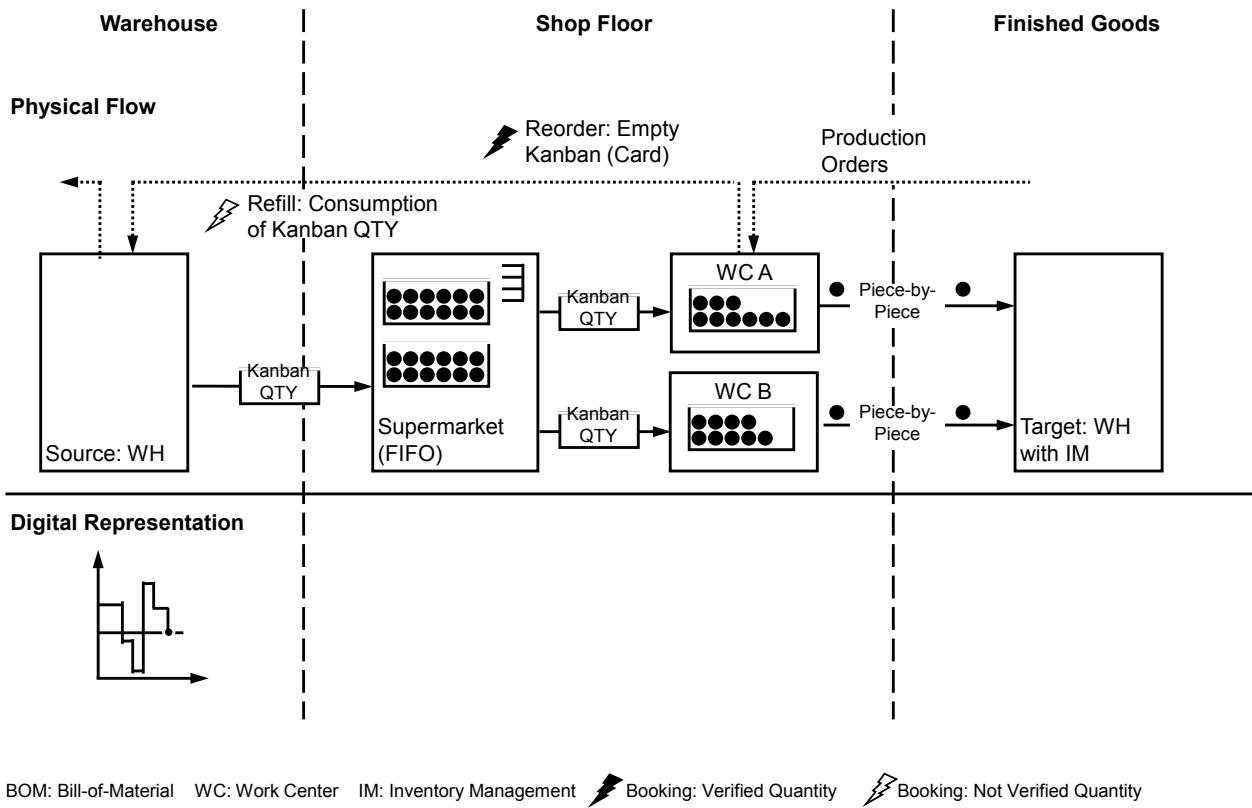 Warehouse
Shop Floor
Finished Goods
Physical Flow
Reorder: Empty
Kanban (Card)
Production
Orders
Refill: Consumption
of Kanban QTY
WC A
Kanban
QTY
Piece-by-
Piece
Kanban
QTY
WC B
Kanban
QTY
Piece-by-
Piece
Source: WH
Supermarket
(FIFO)
Target: WH
with IM
Digital Representation
BOM: Bill-of-Material WC: Work Center IM: Inventory Management Booking: Verified Quantity Booking: Not Verified Quantity